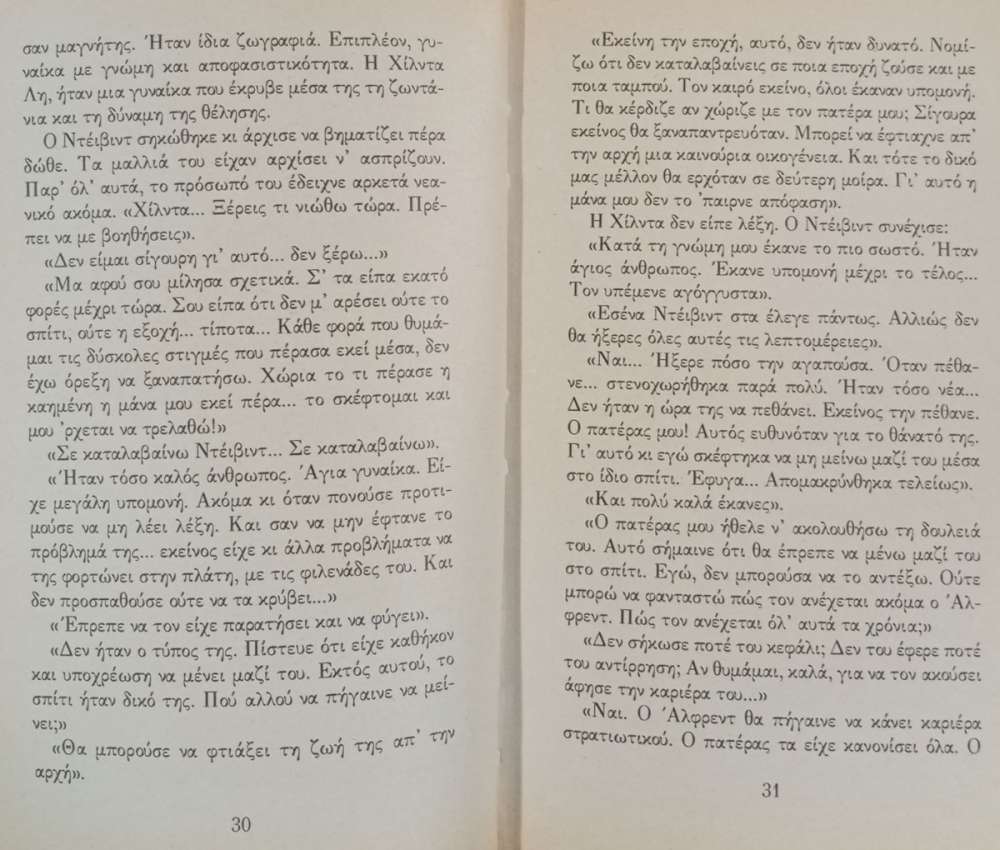 σαν μαγνήτης. Ήταν ίδια ζωγραφιά. Επιπλέον, γυ-
ναίκα με γνώμη και αποφασιστικότητα. Η Χίλντα
Λη, ήταν μια γυναίκα που έκρυβε μέσα της τη ζωντά-
νια και τη δύναμη της θέλησης.
Ο Ντέιβιντ σηκώθηκε κι άρχισε να βηματίζει πέρα
δώθε. Τα μαλλιά του είχαν αρχίσει ν' ασπρίζουν.
Παρ' όλ' αυτά, το πρόσωπό του έδειχνε αρκετά νεα-
νικό ακόμα. «Χίλντα... Ξέρεις τι νιώθω τώρα. Πρέ-
πει να με βοηθήσεις».
«Δεν είμαι σίγουρη γι' αυτό... δεν ξέρω...»
«Μα αφού σου μίλησα σχετικά. Σ' τα είπα εκατό
φορές μέχρι τώρα. Σου είπα ότι δεν μ' αρέσει ούτε το
σπίτι, ούτε η εξοχή... τίποτα... Κάθε φορά που θυμά-
μαι τις δύσκολες στιγμές που πέρασα εκεί μέσα, δεν
έχω όρεξη να ξαναπατήσω. Χώρια το τι πέρασε η
καημένη η μάνα μου εκεί πέρα... το σκέφτομαι και
μου 'ρχεται να τρελαθώ!»
«Σε καταλαβαίνω Ντέιβιντ... Σε καταλαβαίνω».
«Ήταν τόσο καλός άνθρωπος. Άγια γυναίκα. Εί-
χε μεγάλη υπομονή. Ακόμα κι όταν πονούσε προτι-
μούσε να μη λέει λέξη. Και σαν να μην έφτανε το
πρόβλημά της... εκείνος είχε κι άλλα προβλήματα να
της φορτώνει στην πλάτη, με τις φιλενάδες του. Και
δεν προσπαθούσε ούτε να τα κρύβει...»
«Έπρεπε να τον είχε παρατήσει και να φύγει».
«Δεν ήταν ο τύπος της. Πίστευε ότι είχε καθήκον
και υποχρέωση να μένει μαζί του. Εκτός αυτού, το
σπίτι ήταν δικό της. Πού αλλού να πήγαινε να μεί-
νει;»
«Θα μπορούσε να φτιάξει τη ζωή της απ' την
αρχή».
30
«Εκείνη την εποχή, αυτό, δεν ήταν δυνατό. Νομί-
ζω ότι δεν καταλαβαίνεις σε ποια εποχή ζούσε και με
ποια ταμπού. Τον καιρό εκείνο, όλοι έκαναν υπομονή.
Τι θα κέρδιζε αν χώριζε με τον πατέρα μου; Σίγουρα
εκείνος θα ξαναπαντρευόταν. Μπορεί να έφτιαχνε απ'
την αρχή μια καινούρια οικογένεια. Και τότε το δικό
μας μέλλον θα ερχόταν σε δεύτερη μοίρα. Γι' αυτό η
μάνα μου δεν το 'παιρνε απόφαση».
Η Χίλντα δεν είπε λέξη. Ο Ντέιβιντ συνέχισε:
«Κατά τη γνώμη μου έκανε το πιο σωστό. Ήταν
άγιος άνθρωπος. Έκανε υπομονή μέχρι το τέλος...
Τον υπέμενε αγόγγυστα».
«Εσένα Ντέιβιντ στα έλεγε πάντως. Αλλιώς δεν
θα ήξερες όλες αυτές τις λεπτομέρειες».
«Ναι... Ήξερε πόσο την αγαπούσα. Όταν πέθα-
νε... στενοχωρήθηκα παρά πολύ. Ήταν τόσο νέα...
Δεν ήταν η ώρα της να πεθάνει. Εκείνος την πέθανε.
Ο πατέρας μου! Αυτός ευθυνόταν για το θάνατό της.
Γι' αυτό κι εγώ σκέφτηκα να μη μείνω μαζί του μέσα
στο ίδιο σπίτι. Έφυγα... Απομακρύνθηκα τελείως».
«Και πολύ καλά έκανες».
«Ο πατέρας μου ήθελε ν' ακολουθήσω τη δουλειά
του. Αυτό σήμαινε ότι θα έπρεπε να μένω μαζί του
στο σπίτι. Εγώ, δεν μπορούσα να το αντέξω. Ούτε
μπορώ να φανταστώ πώς τον ανέχεται ακόμα ο Άλ-
φρεντ. Πώς τον ανέχεται όλ' αυτά τα χρόνια;»
«Δεν σήκωσε ποτέ του κεφάλι; Δεν του έφερε ποτέ
του αντίρρηση; Αν θυμάμαι, καλά, για να τον ακούσει
άφησε την καριέρα του...»
«Ναι. Ο Άλφρεντ θα πήγαινε να κάνει καριέρα
στρατιωτικού. Ο πατέρας τα είχε κανονίσει όλα. Ο
31